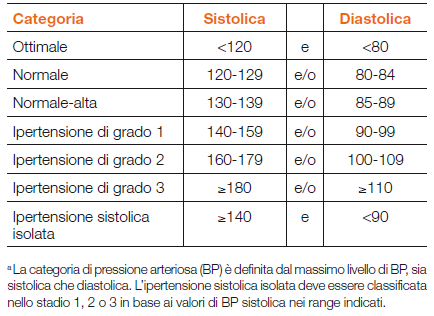 Categoria Sistolica Diastolica
Ottimale <120 e <80
Normale 120-129 e/o 80-84
Normale-alta 130-139 e/o 85-89
Ipertensione di grado 1 140-159 e/o 90-99
Ipertensione di grado 2 160-179 e/o 100-109
Ipertensione di grado 3 ≥180 e/o ≥110
Ipertensione sistolica ≥140 e <90
isolata
ª La categoria di pressione arteriosa (BP) è definita dal massimo livello di BP, sia
sistolica che diastolica. L'ipertensione sistolica isolata deve essere classificata
nello stadio 1, 2 o 3 in base ai valori di BP sistolica nei range indicati.